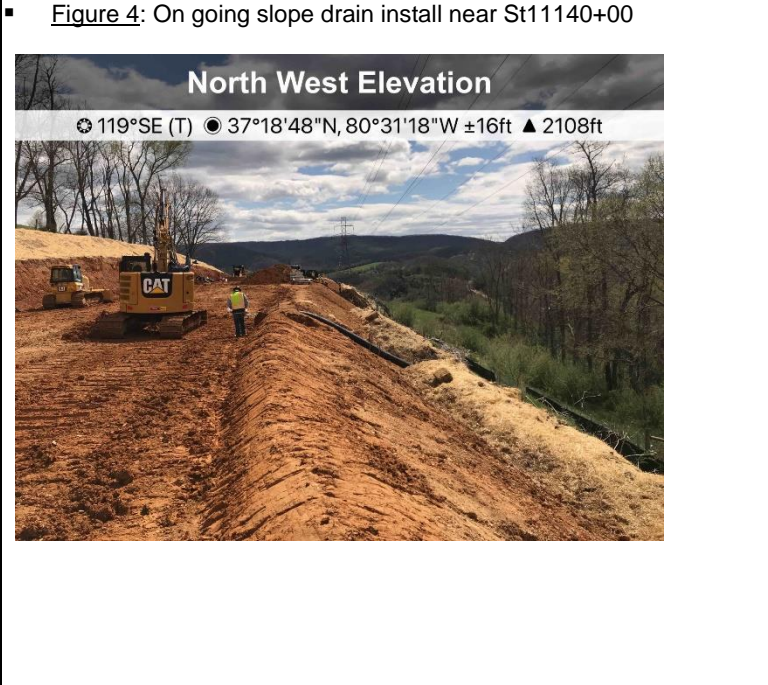 ▪ Figure 4: On going slope drain install near St11140+00
North West Elevation
119°SE (T) ◉ 37°18'48"N, 80°31'18"W ±16ft ▲ 2108ft
CAT